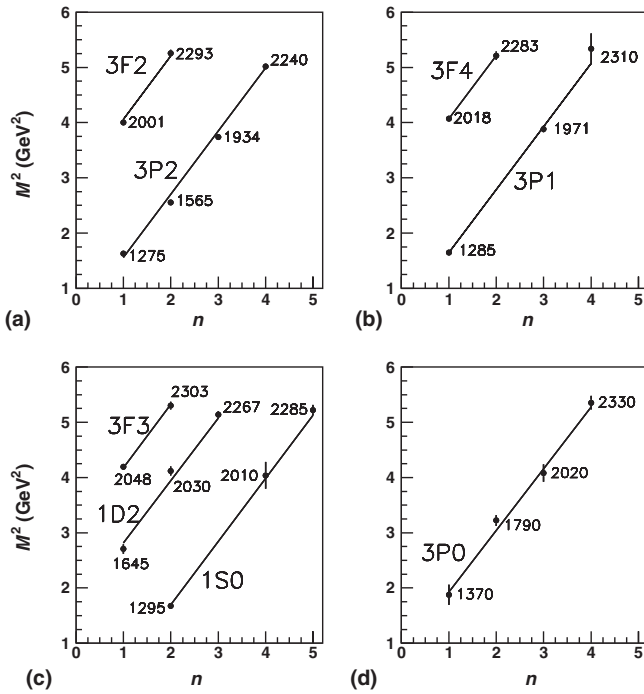 6
5
4
3
2
1
M² (GeV²)
3F2
2293
2240
2001
1934
3P2
1565
1275
0 1 2 3 4 5
n
(a)
6
5
4
3
2
1
M² (GeV²)
3F4
2283
2310
2018
1971
3P1
1285
0 1 2 3 4 5
n
(b)
6
5
4
3
2
1
M² (GeV²)
2303
3F3
2267
2285
2048
2030
2010
1D2
1645
1295
1S0
0 1 2 3 4 5
n
(c)
6
5
4
3
2
1
M² (GeV²)
2330
2020
1790
3P0
1370
0 1 2 3 4 5
n
(d)